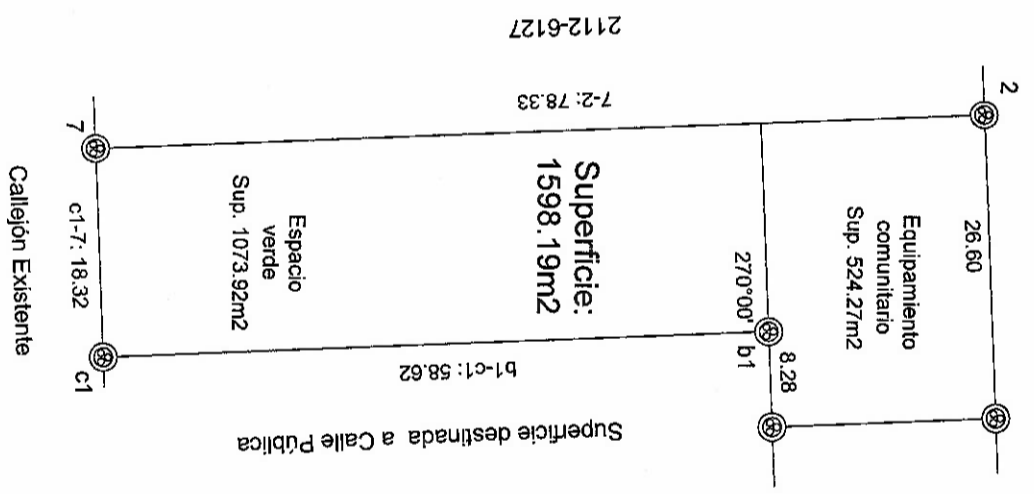 2112-6127
2
7-2: 78.33
7
26.60
Equipamiento
comunitario
Sup. 524.27m2
Superficie:
1598.19m2
Espacio
verde
Sup. 1073.92m2
270°00'
b1
8.28
c1-7: 18.32
Callejón Existente
c1
b1-c1: 58.62
Superficie destinada a Calle Pública